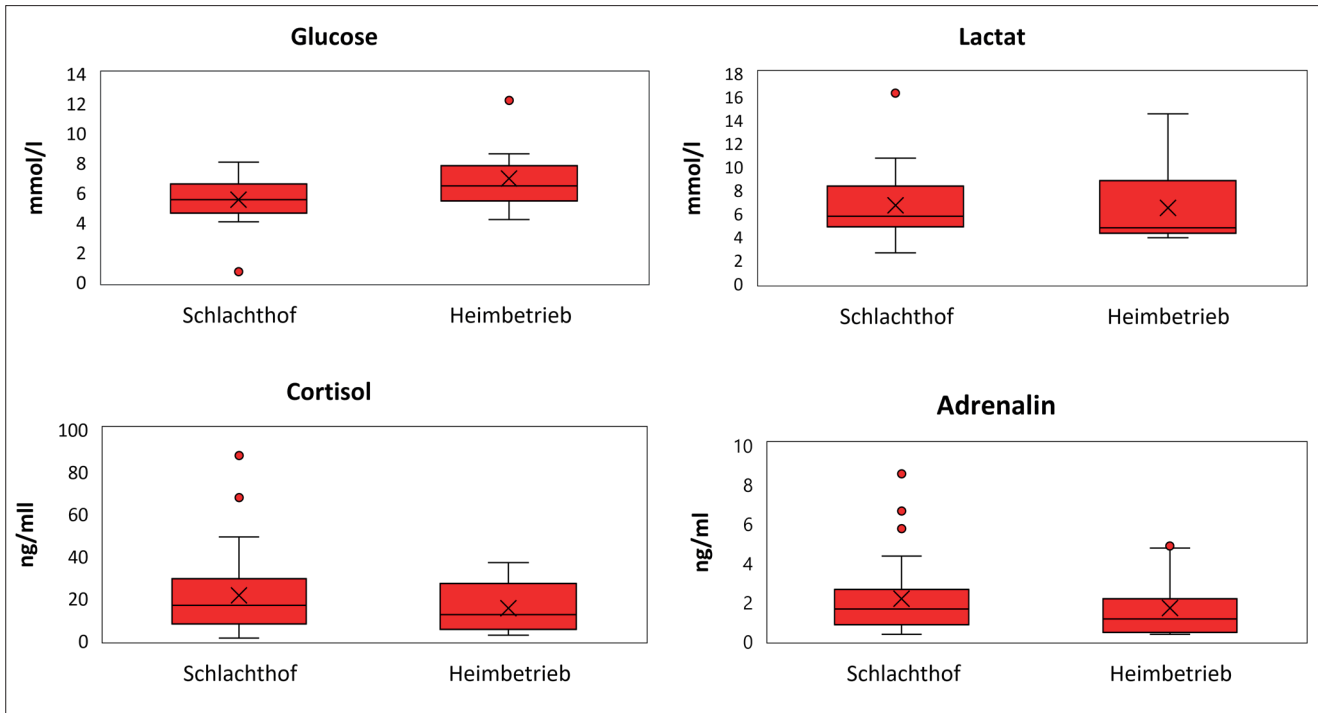 Glucose
14
12
10
8
6
4
2
0
mmol/l
Schlachthof Heimbetrieb
Lactat
18
16
14
12
10
8
6
4
2
0
mmol/l
Schlachthof Heimbetrieb
Cortisol
100
80
60
40
20
0
ng/mll
Schlachthof Heimbetrieb
Adrenalin
10
8
6
4
2
0
ng/ml
Schlachthof Heimbetrieb